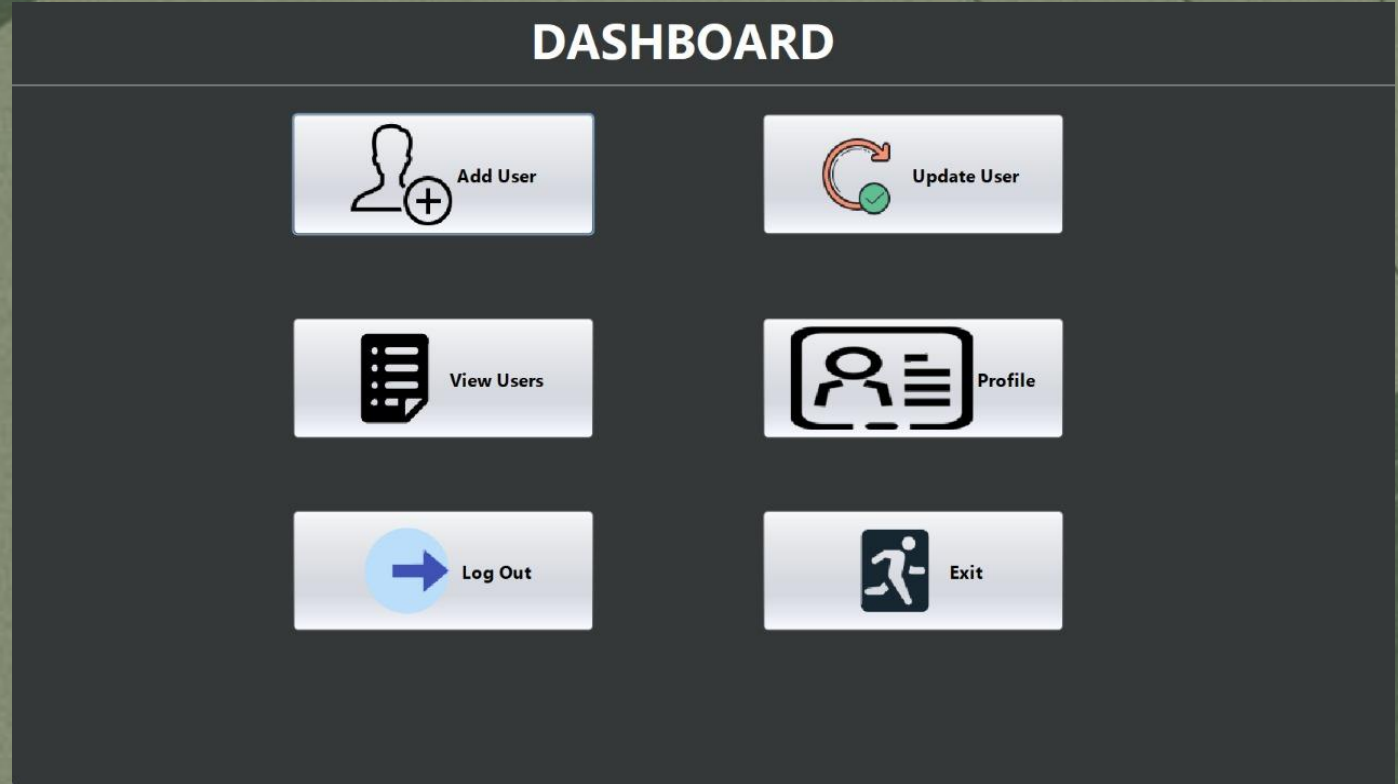 DASHBOARD
Add User
Update User
View Users
Profile
Log Out
Exit